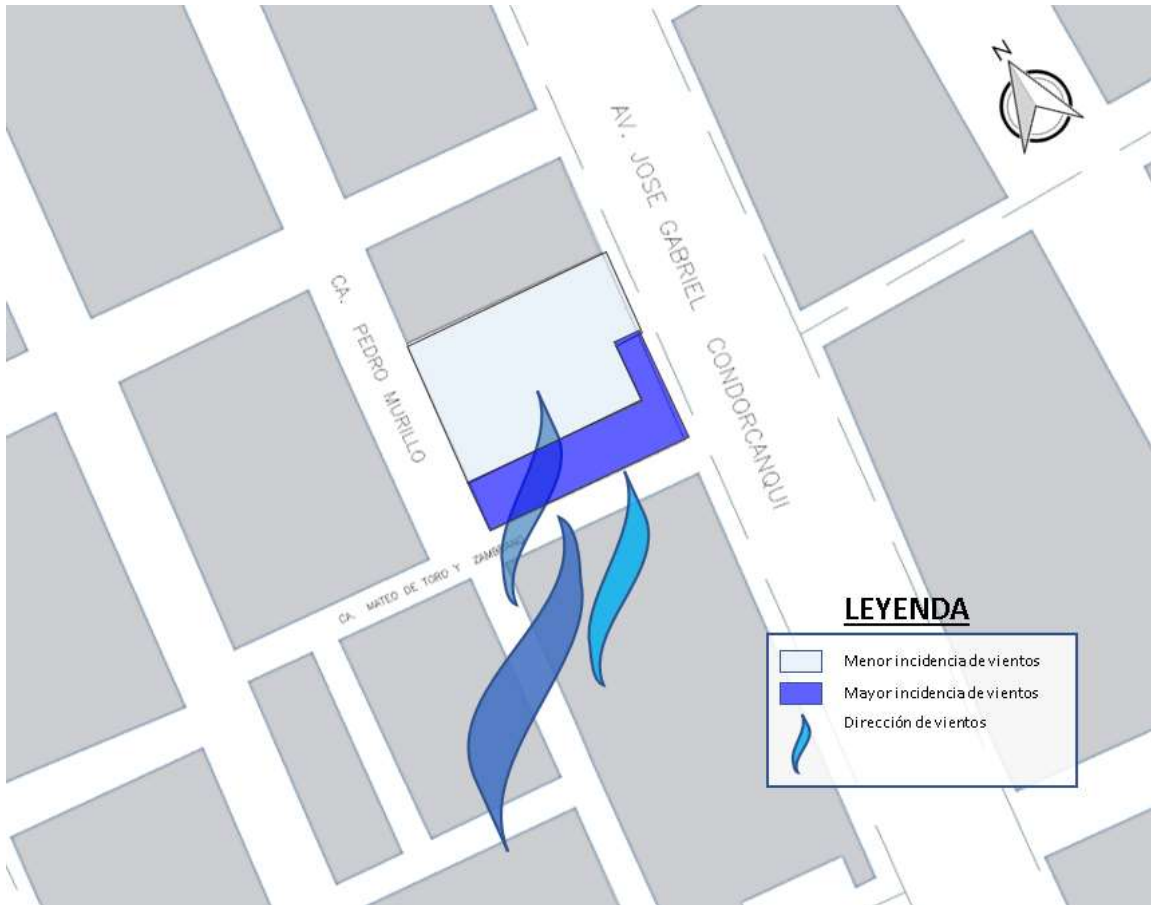 N
AV. JOSE GABRIEL CONDORCANQUI
CA. PEDRO MURILLO
CA. MATEO DE TORO Y ZAMBRANO
LEYENDA
Menor incidencia de vientos
Mayor incidencia de vientos
Dirección de vientos